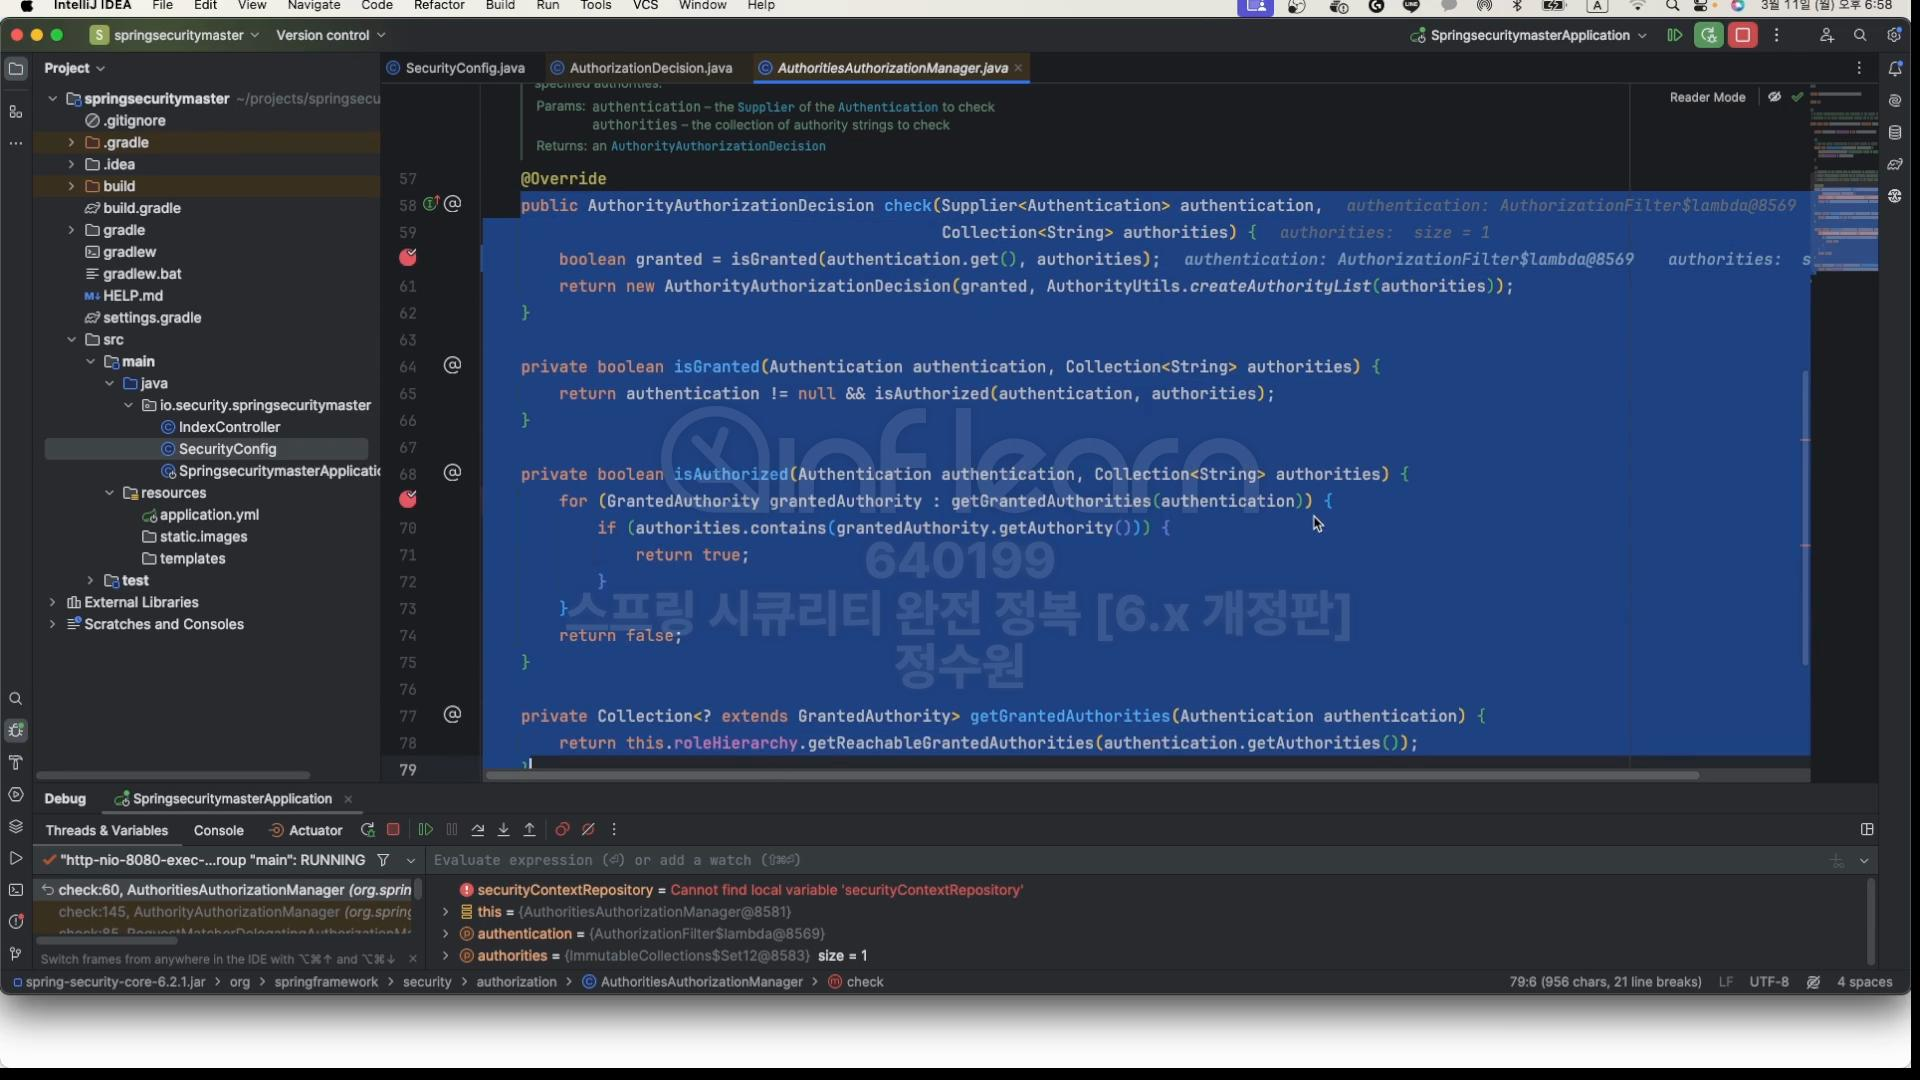 IntelliJ IDEA File Edit View Navigate Code Refactor Build Run Tools VCS Window Help
3월 11일 (월) 오후 6:58
S springsecuritymaster Version control SpringsecuritymasterApplication
Project SecurityConfig.java AuthorizationDecision.java AuthoritiesAuthorizationManager.java
springsecuritymaster ~/projects/springsecu
.gitignore
.gradle
.idea
build
build.gradle
gradle
gradlew
gradlew.bat
HELP.md
settings.gradle
src
main
java
io.security.springsecuritymaster
IndexController
SecurityConfig
SpringsecuritymasterApplicatio
resources
application.yml
static.images
templates
test
External Libraries
Scratches and Consoles
Reader Mode
specified authorities.
Params: authentication – the Supplier of the Authentication to check
authorities – the collection of authority strings to check
Returns: an AuthorityAuthorizationDecision
57 @Override
58 public AuthorityAuthorizationDecision check(Supplier<Authentication> authentication, authentication: AuthorizationFilter$lambda@8569
59 Collection<String> authorities) { authorities: size = 1
boolean granted = isGranted(authentication.get(), authorities); authentication: AuthorizationFilter$lambda@8569 authorities: s
61 return new AuthorityAuthorizationDecision(granted, AuthorityUtils.createAuthorityList(authorities));
62 }
63
64 private boolean isGranted(Authentication authentication, Collection<String> authorities) {
65 return authentication != null && isAuthorized(authentication, authorities);
66 }
67
68 private boolean isAuthorized(Authentication authentication, Collection<String> authorities) {
for (GrantedAuthority grantedAuthority : getGrantedAuthorities(authentication)) {
70 if (authorities.contains(grantedAuthority.getAuthority())) {
71 return true;
72 }
73 }
74 return false;
75 }
76
77 private Collection<? extends GrantedAuthority> getGrantedAuthorities(Authentication authentication) {
78 return this.roleHierarchy.getReachableGrantedAuthorities(authentication.getAuthorities());
79 }
inflearn
640199
스프링 시큐리티 완전 정복 [6.x 개정판]
정수원
Debug SpringsecuritymasterApplication
Threads & Variables Console Actuator
"http-nio-8080-exec-...roup "main": RUNNING
Evaluate expression (⏎) or add a watch (⇧⌘⏎)
check:60, AuthoritiesAuthorizationManager (org.sprin
check:145, AuthorityAuthorizationManager (org.spring
check:85, RequestMatcherDelegatingAuthorizationMa
Switch frames from anywhere in the IDE with ⌥⌘↑ and ⌥⌘↓
securityContextRepository = Cannot find local variable 'securityContextRepository'
this = {AuthoritiesAuthorizationManager@8581}
authentication = {AuthorizationFilter$lambda@8569}
authorities = {ImmutableCollections$Set12@8583} size = 1
spring-security-core-6.2.1.jar > org > springframework > security > authorization > AuthoritiesAuthorizationManager > check
79:6 (956 chars, 21 line breaks) LF UTF-8 4 spaces